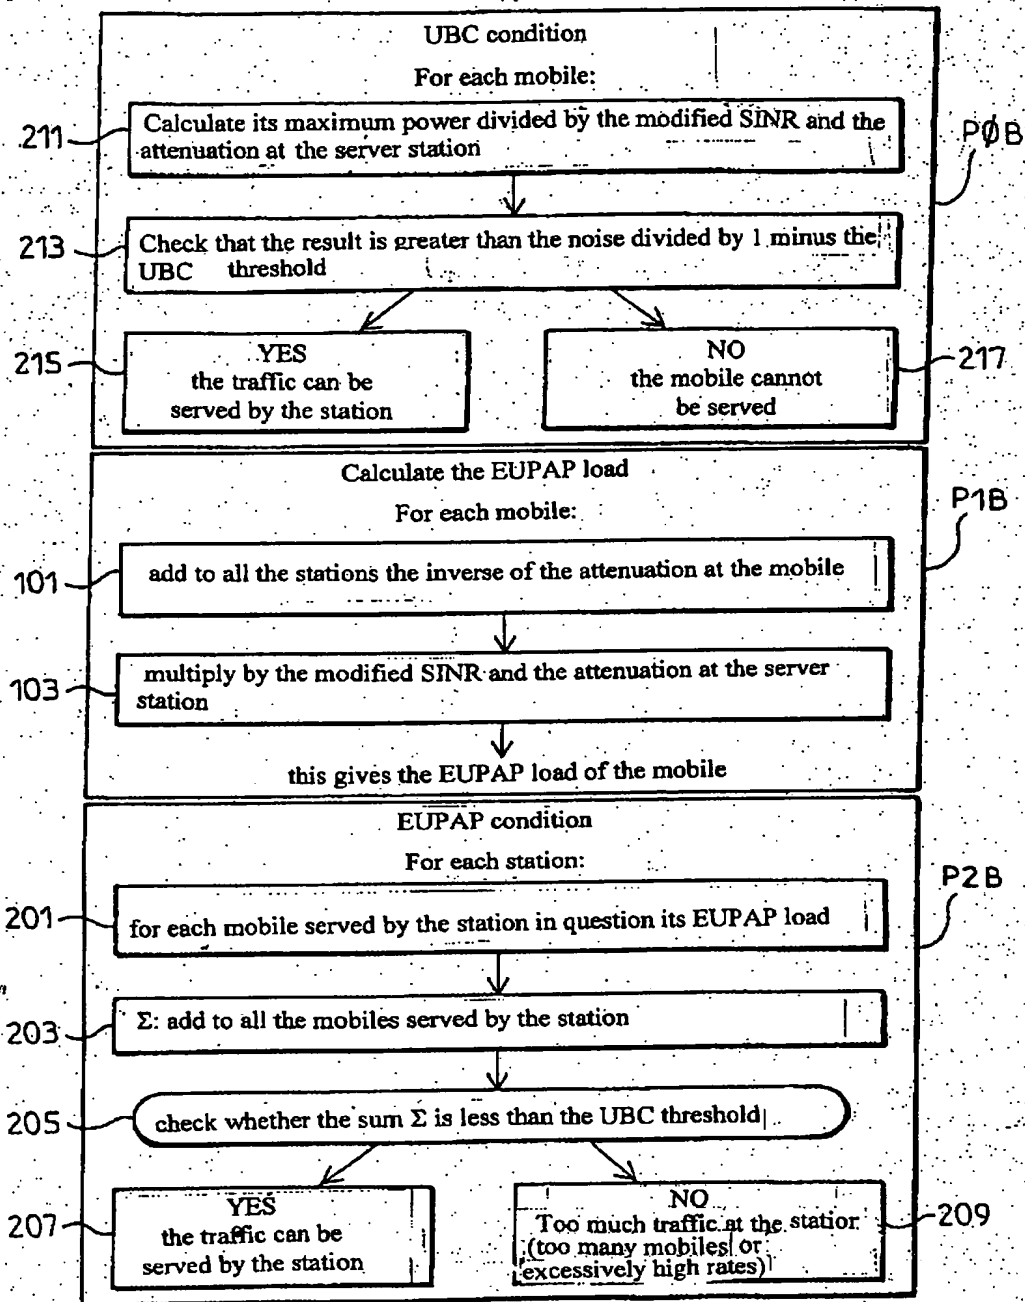 UBC condition
For each mobile:
211
Calculate its maximum power divided by the modified SINR and the
attenuation at the server station
PØB
213
Check that the result is greater than the noise divided by 1 minus the
UBC threshold
215
YES
the traffic can be
served by the station
NO
the mobile cannot
be served
217
Calculate the EUPAP load
For each mobile:
P1B
101
add to all the stations the inverse of the attenuation at the mobile
103
multiply by the modified SINR and the attenuation at the server
station
this gives the EUPAP load of the mobile
EUPAP condition
For each station:
P2B
201
for each mobile served by the station in question its EUPAP load
203
Σ: add to all the mobiles served by the station
205
check whether the sum Σ is less than the UBC threshold
207
YES
the traffic can be
served by the station
NO
Too much traffic at the station
(too many mobiles or
excessively high rates)
209